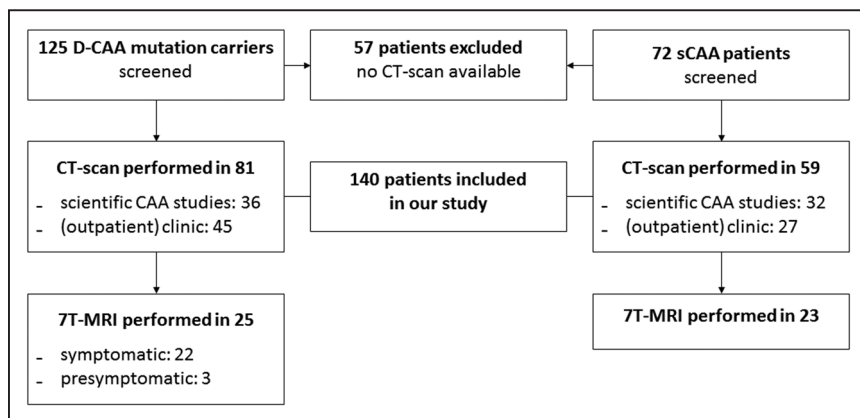 125 D-CAA mutation carriers
screened
57 patients excluded
no CT-scan available
72 sCAA patients
screened
CT-scan performed in 81
- scientific CAA studies: 36
- (outpatient) clinic: 45
140 patients included
in our study
CT-scan performed in 59
- scientific CAA studies: 32
- (outpatient) clinic: 27
7T-MRI performed in 25
- symptomatic: 22
- presymptomatic: 3
7T-MRI performed in 23